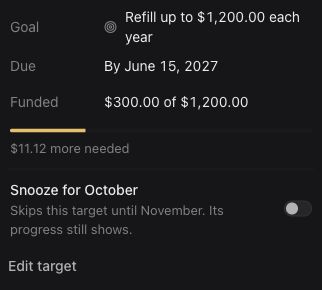 Goal
Refill up to $1,200.00 each
year
Due
By June 15, 2027
Funded
$300.00 of $1,200.00
$11.12 more needed
Snooze for October
Skips this target until November. Its
progress still shows.
Edit target